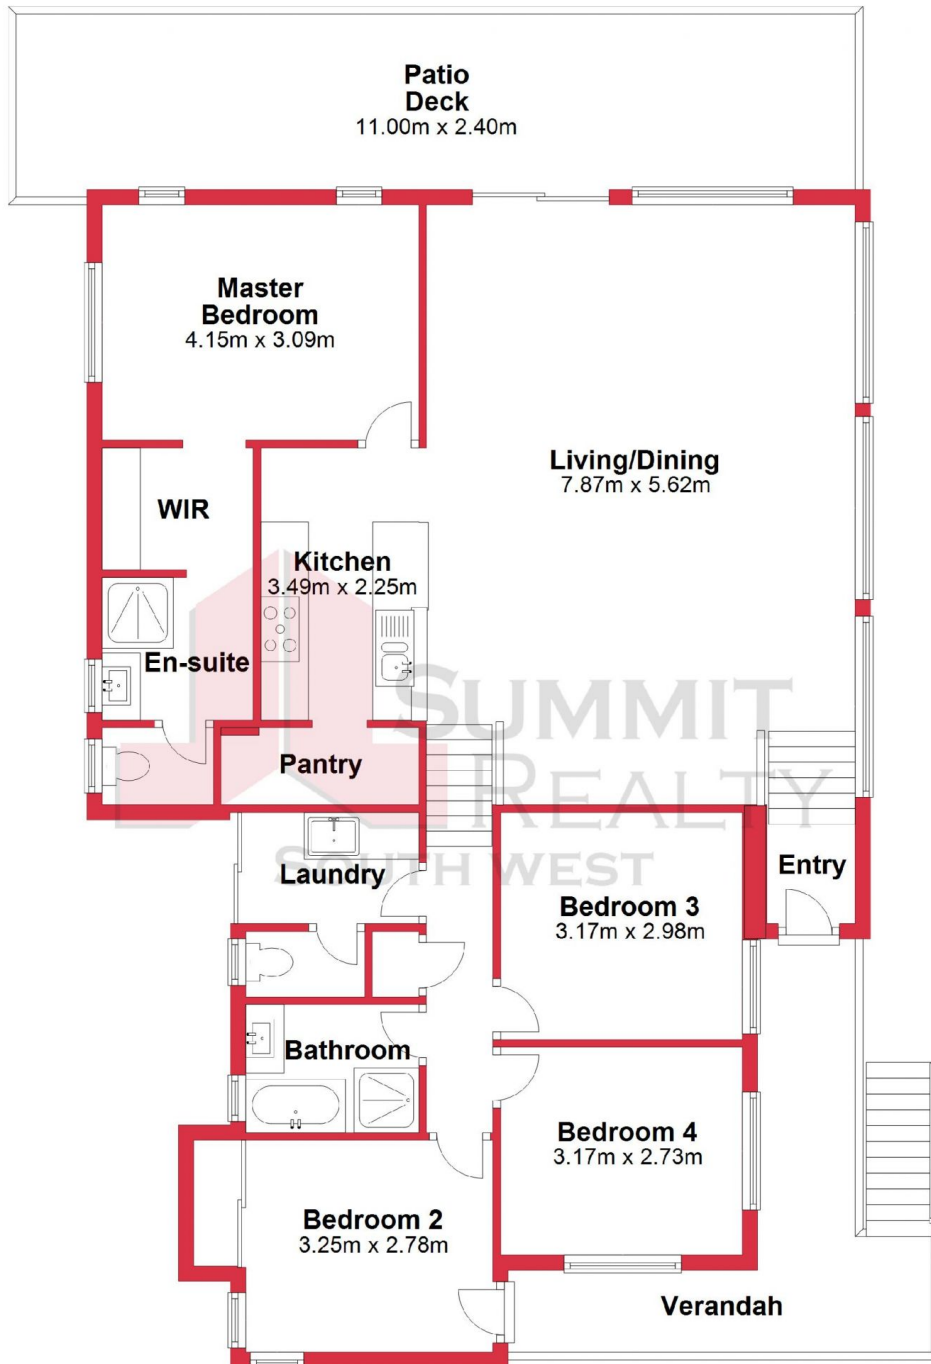 Patio
Deck
11.00m x 2.40m
Master
Bedroom
4.15m x 3.09m
Living/Dining
7.87m x 5.62m
WIR
Kitchen
3.49m x 2.25m
En-suite
SUMMIT
REALTY
SOUTH WEST
Pantry
Laundry
Entry
Bedroom 3
3.17m x 2.98m
Bathroom
Bedroom 4
3.17m x 2.73m
Bedroom 2
3.25m x 2.78m
Verandah